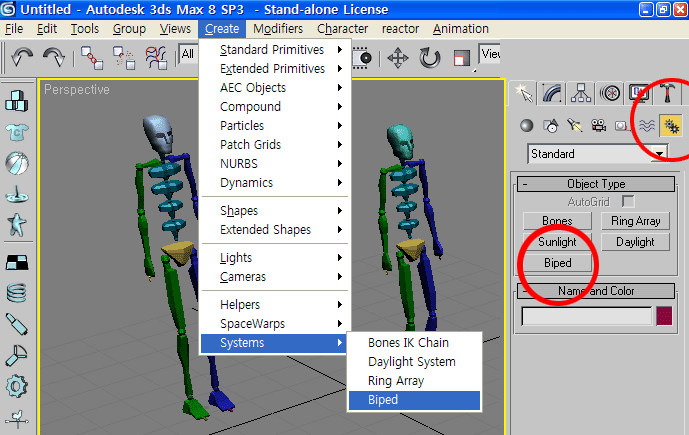 Untitled - Autodesk 3ds Max 8 SP3 - Stand-alone License
File Edit Tools Group Views Create Modifiers Character reactor Animation
All
View
Perspective
Standard Primitives
Extended Primitives
AEC Objects
Compound
Particles
Patch Grids
NURBS
Dynamics
Shapes
Extended Shapes
Lights
Cameras
Helpers
SpaceWarps
Systems
Bones IK Chain
Daylight System
Ring Array
Biped
Standard
- Object Type
AutoGrid
Bones Ring Array
Sunlight Daylight
Biped
- Name and Color